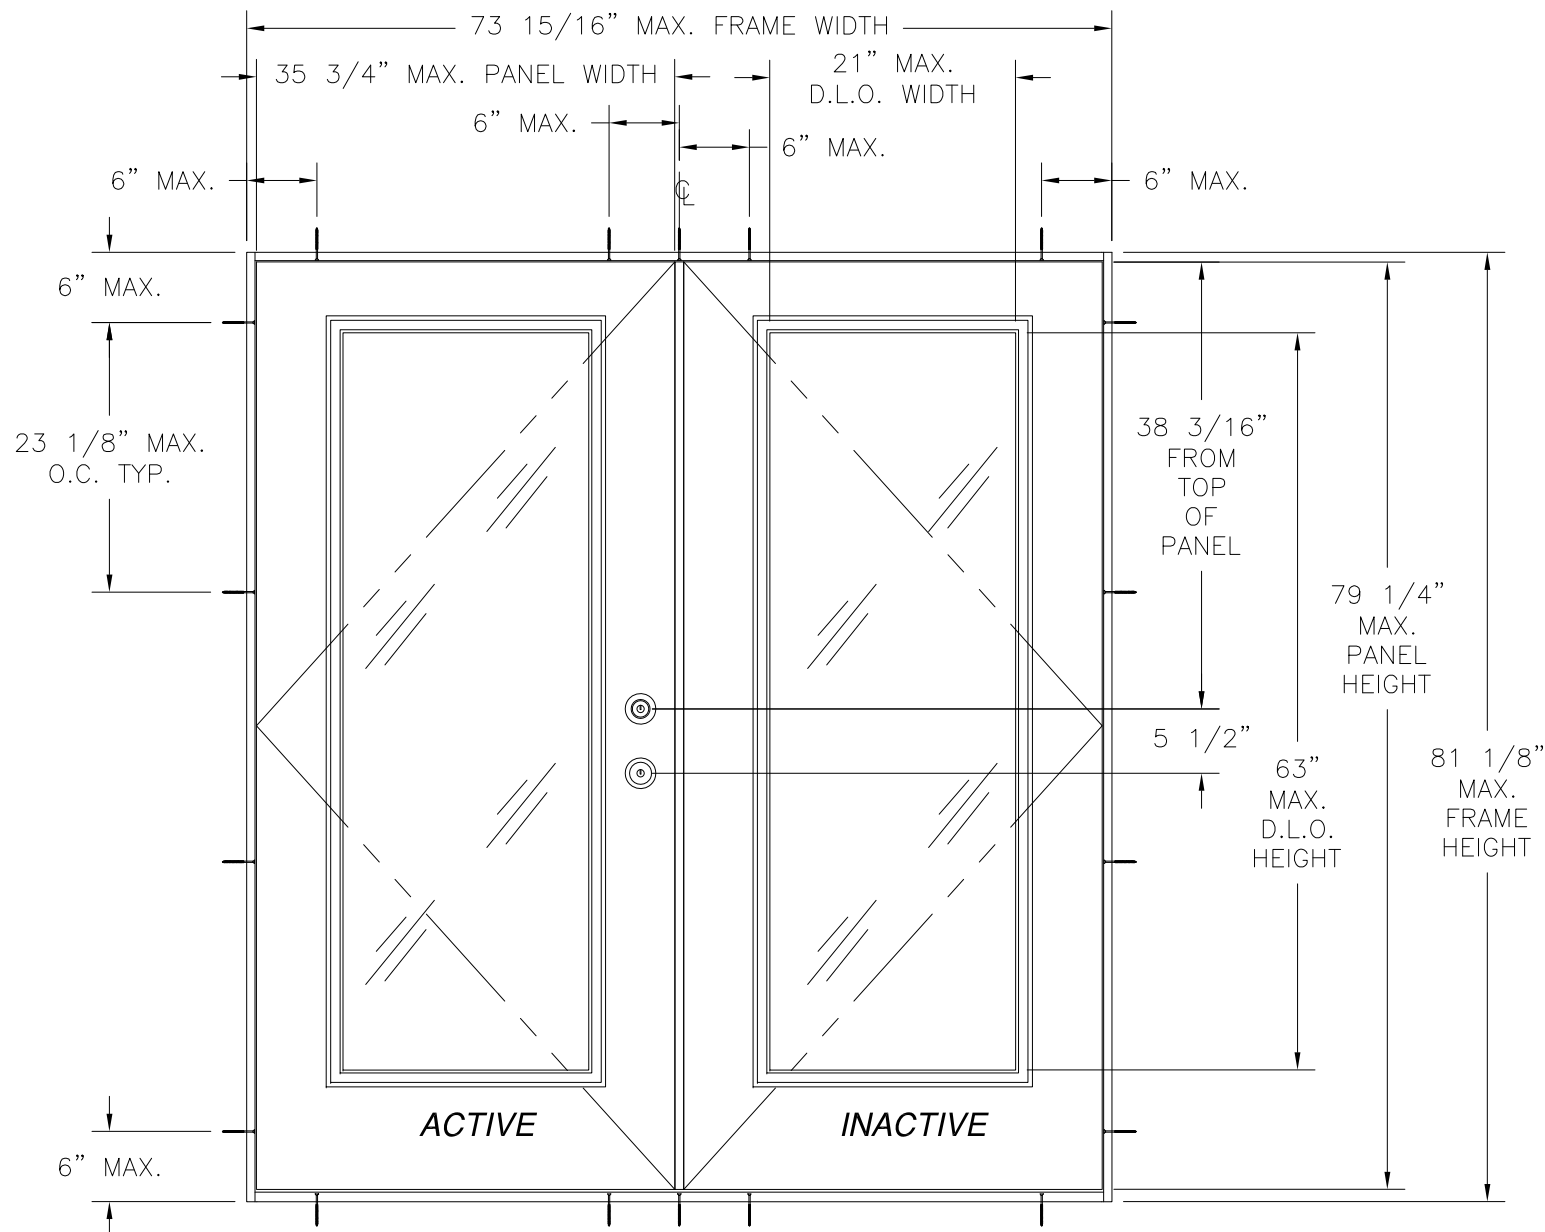 73 15/16” MAX. FRAME WIDTH
35 3/4” MAX. PANEL WIDTH
21” MAX.
D.L.O. WIDTH
6” MAX.
6” MAX.
6” MAX.
6” MAX.
℄
6” MAX.
23 1/8” MAX.
O.C. TYP.
38 3/16”
FROM
TOP
OF
PANEL
79 1/4”
MAX.
PANEL
HEIGHT
5 1/2”
63”
MAX.
D.L.O.
HEIGHT
81 1/8”
MAX.
FRAME
HEIGHT
ACTIVE
INACTIVE
6” MAX.